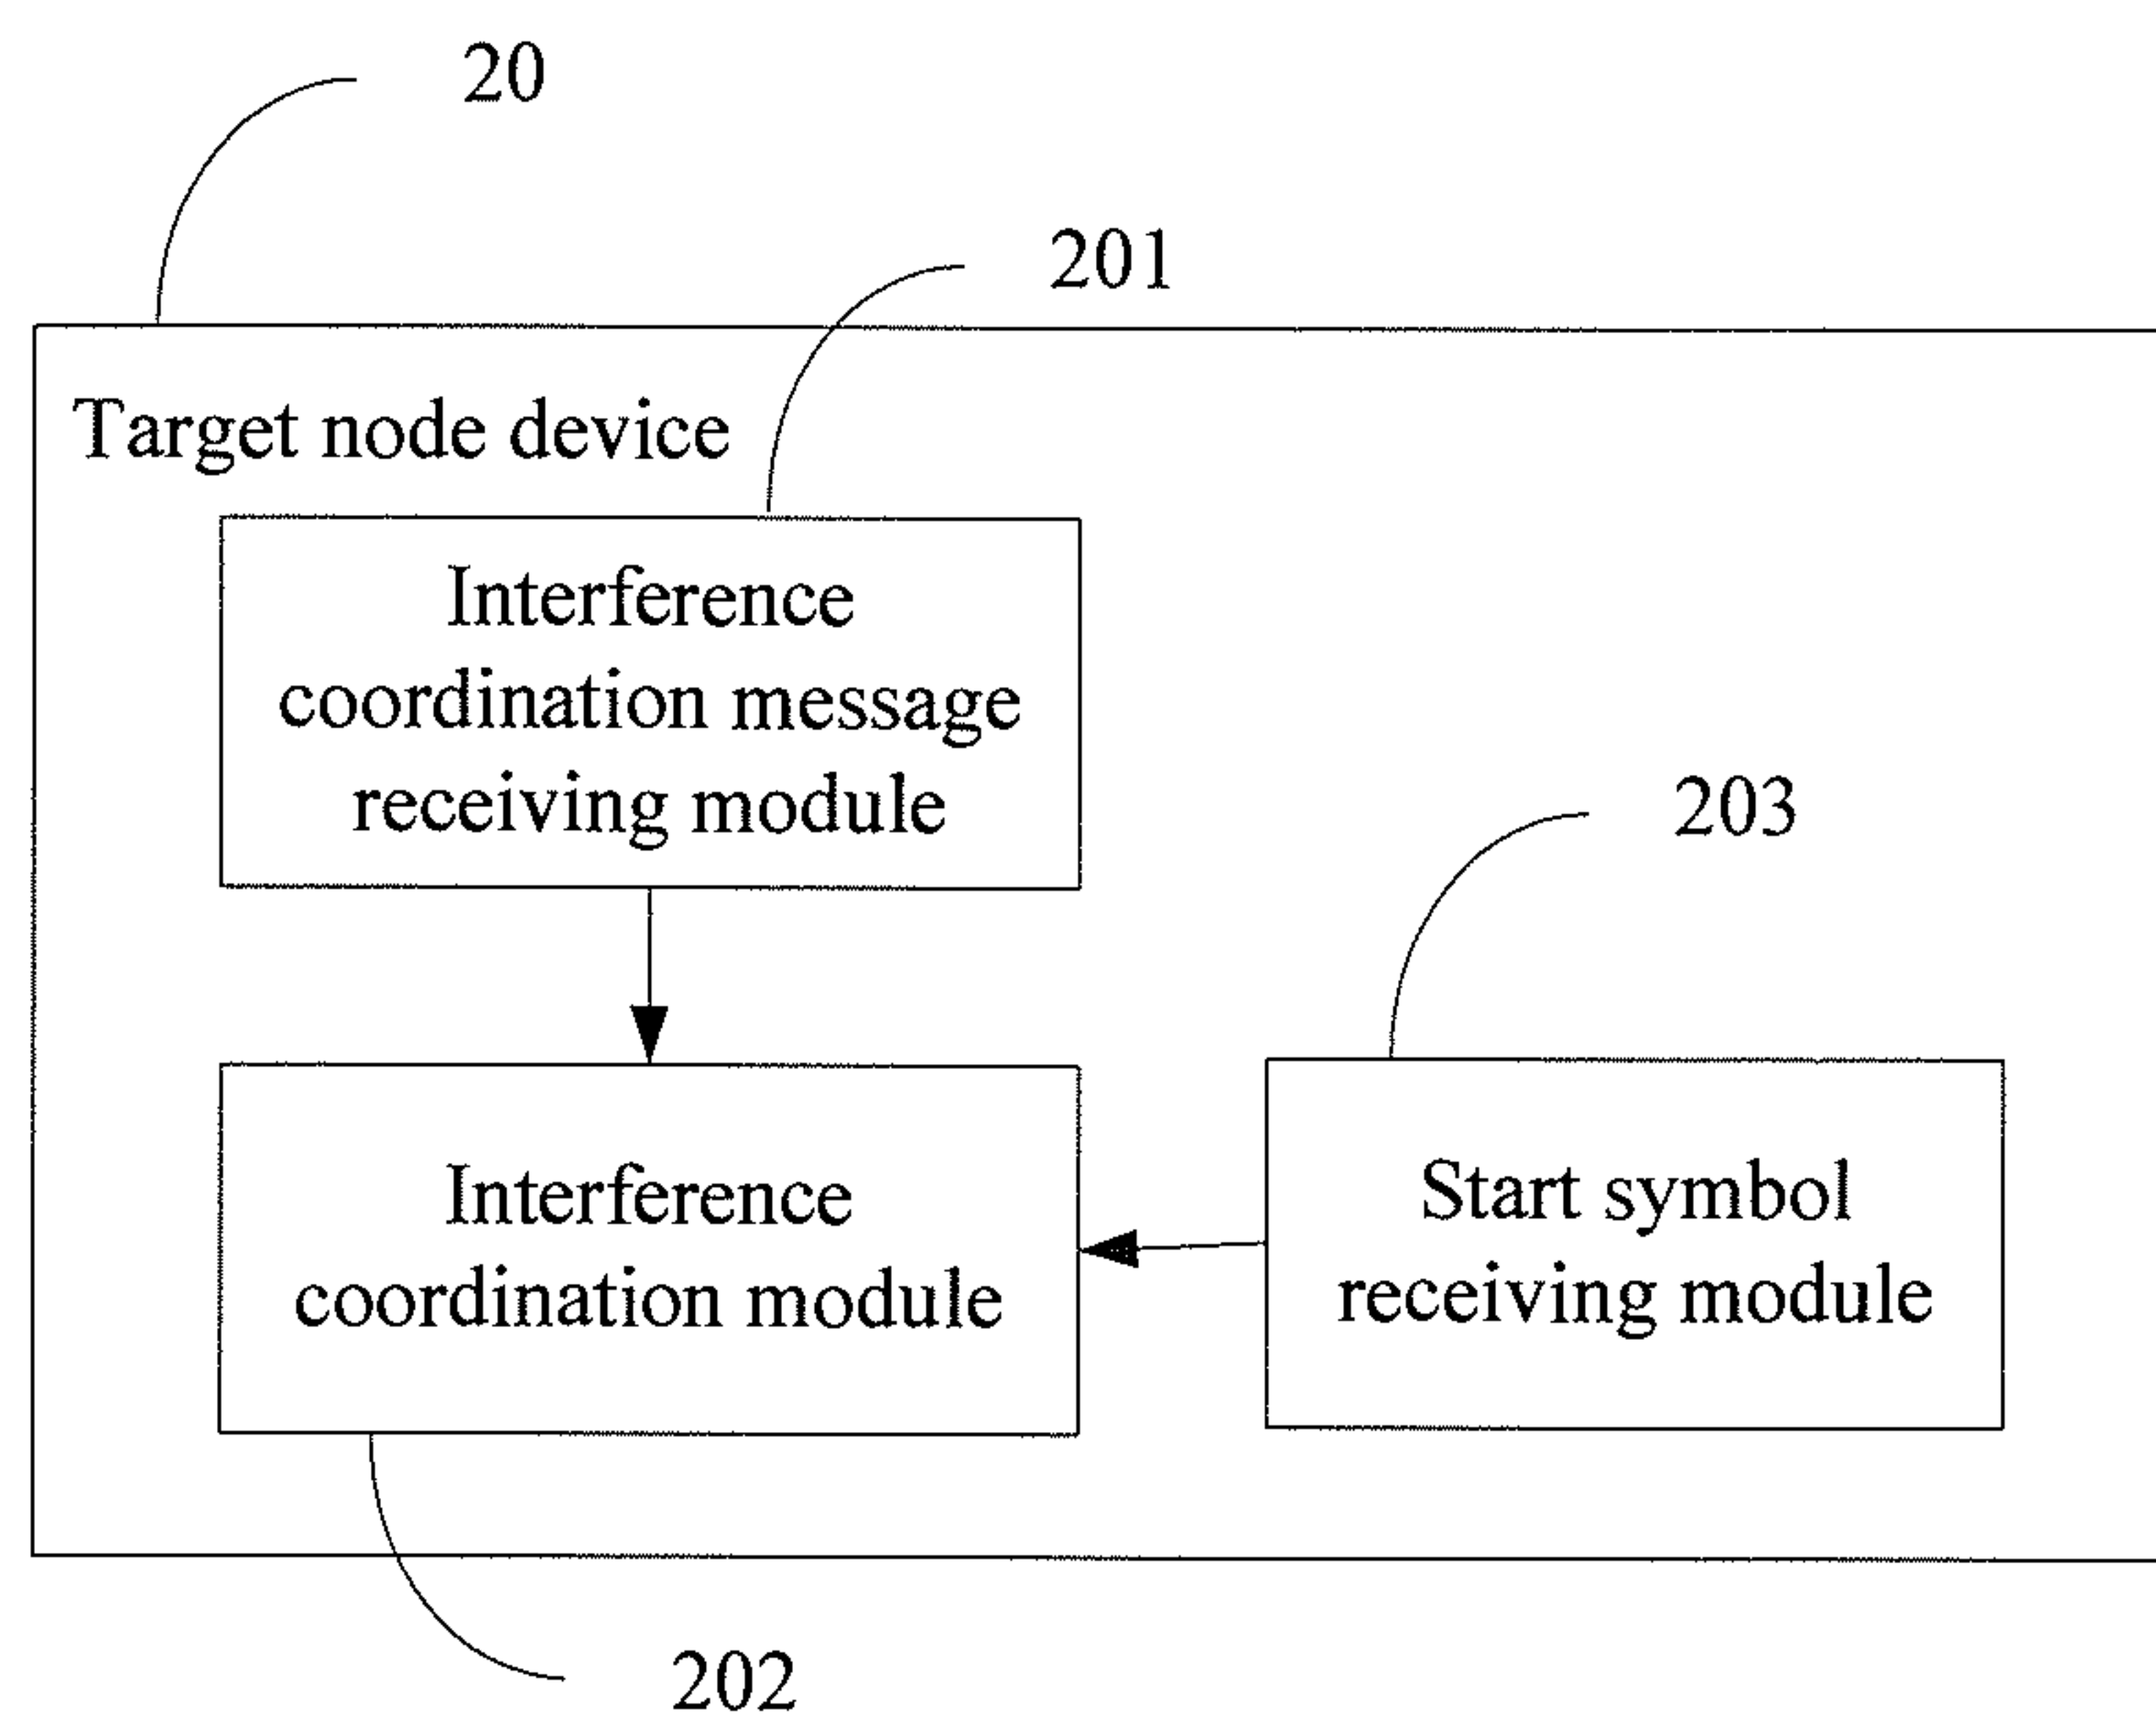 20
201
Target node device
Interference
coordination message
receiving module
203
Interference
coordination module
Start symbol
receiving module
202